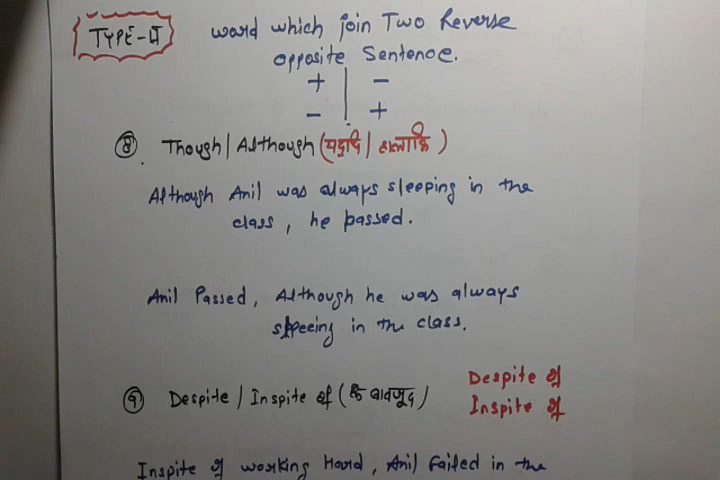 TYPE-II word which join Two Reverse
opposite Sentence.
+ | -
- | +
8. Though/Although (यद्यपि / हालांकि)
Although Anil was always sleeping in the
class, he passed.
Anil Passed, Although he was always
in the class.
9 Despite / Inspite of (के बावजूद)
Despite of
Inspite of
Inspite of working Hard, Anil Failed in the